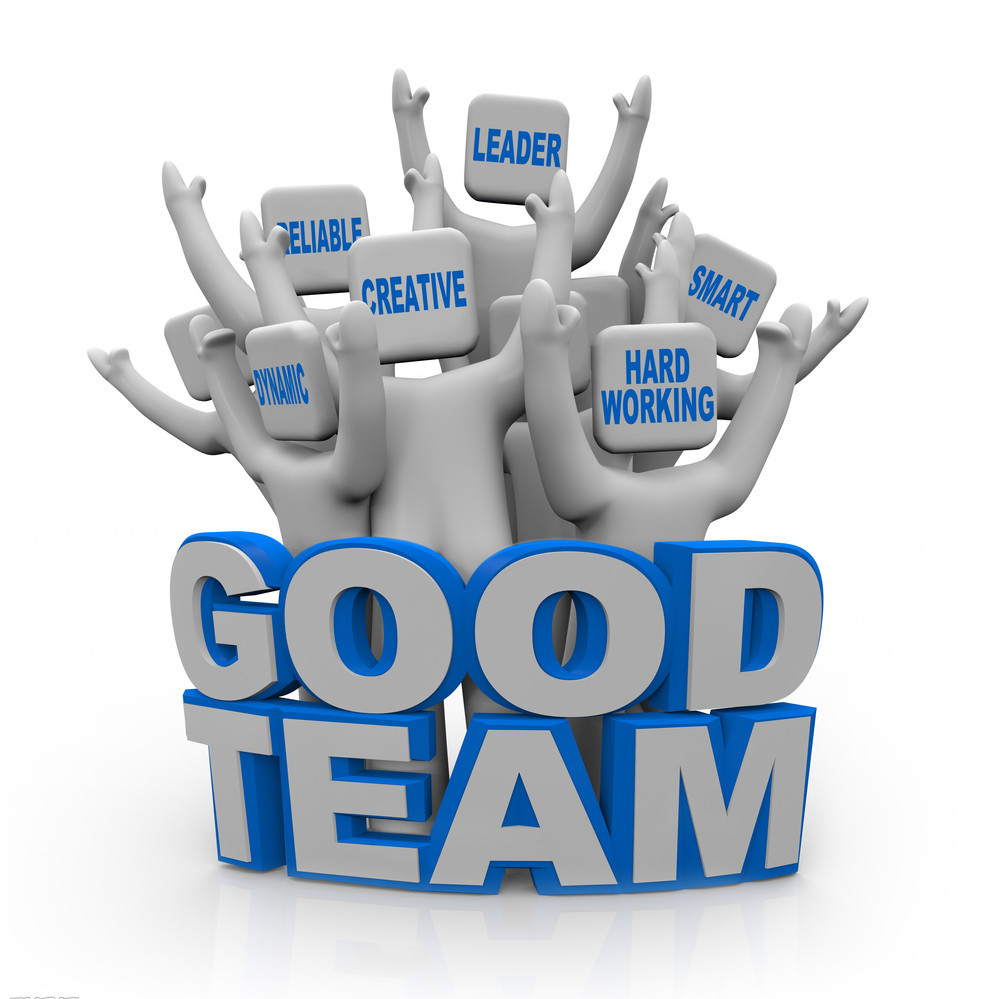 LEADER
RELIABLE
CREATIVE
SMART
DYNAMIC
HARD
WORKING
GOOD
TEAM